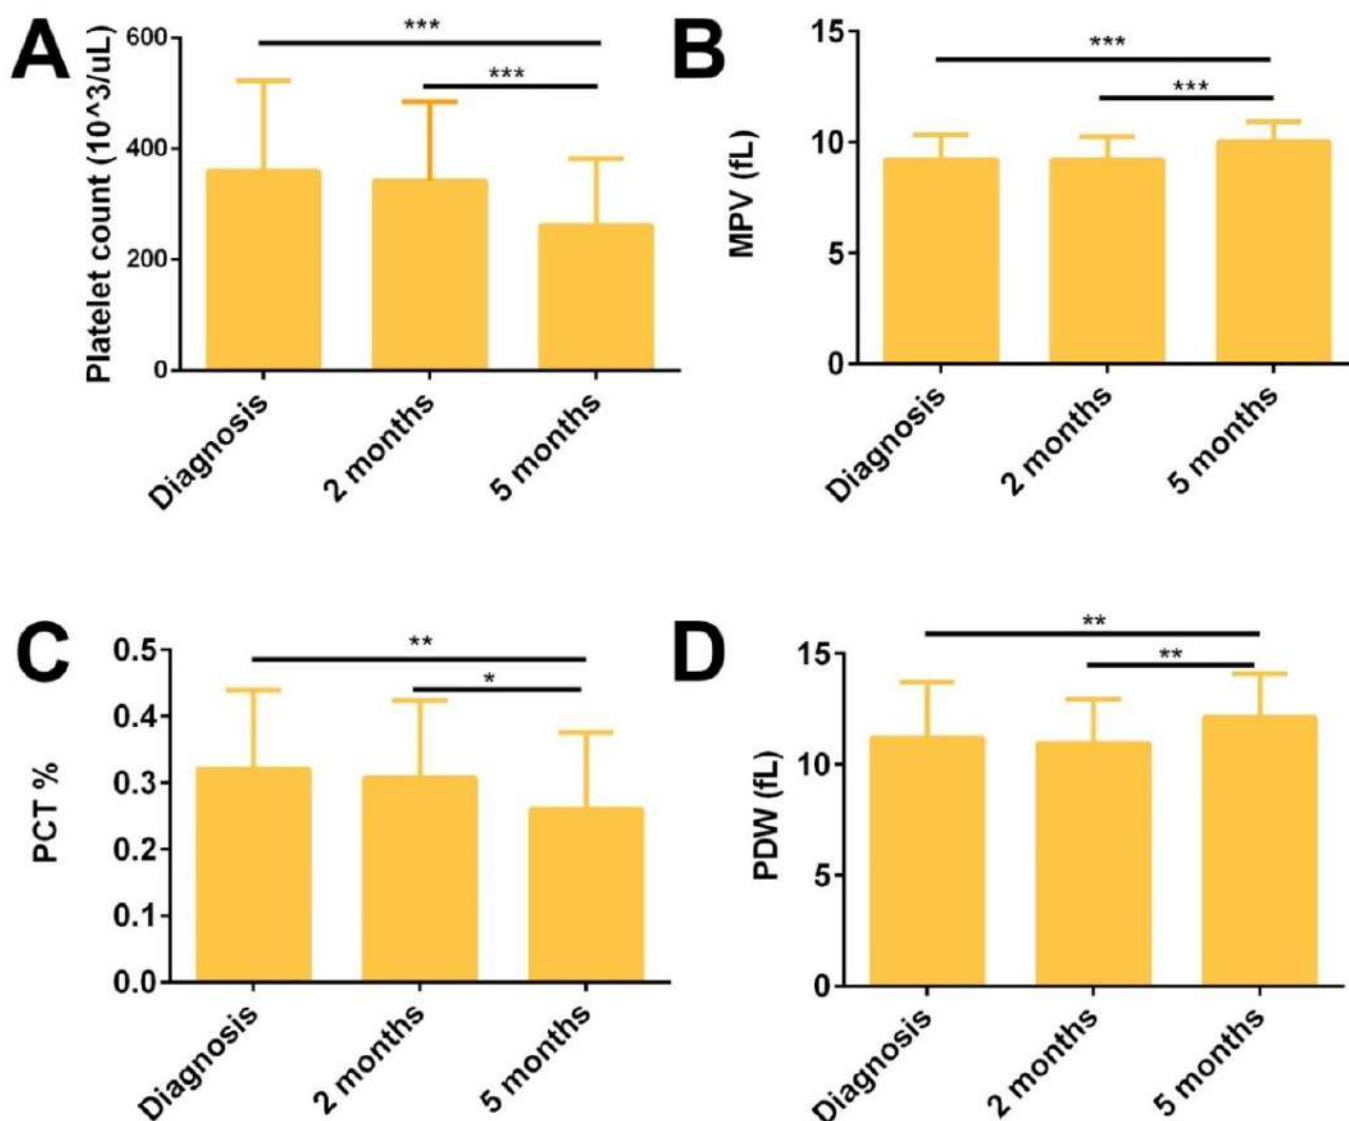 A
Platelet count (10^3/uL)
600
400
200
0
***
***
Diagnosis
2 months
5 months
B
MPV (fL)
15
10
5
0
***
***
Diagnosis
2 months
5 months
C
PCT %
0.5
0.4
0.3
0.2
0.1
0.0
**
*
Diagnosis
2 months
5 months
D
PDW (fL)
15
10
5
0
**
**
Diagnosis
2 months
5 months